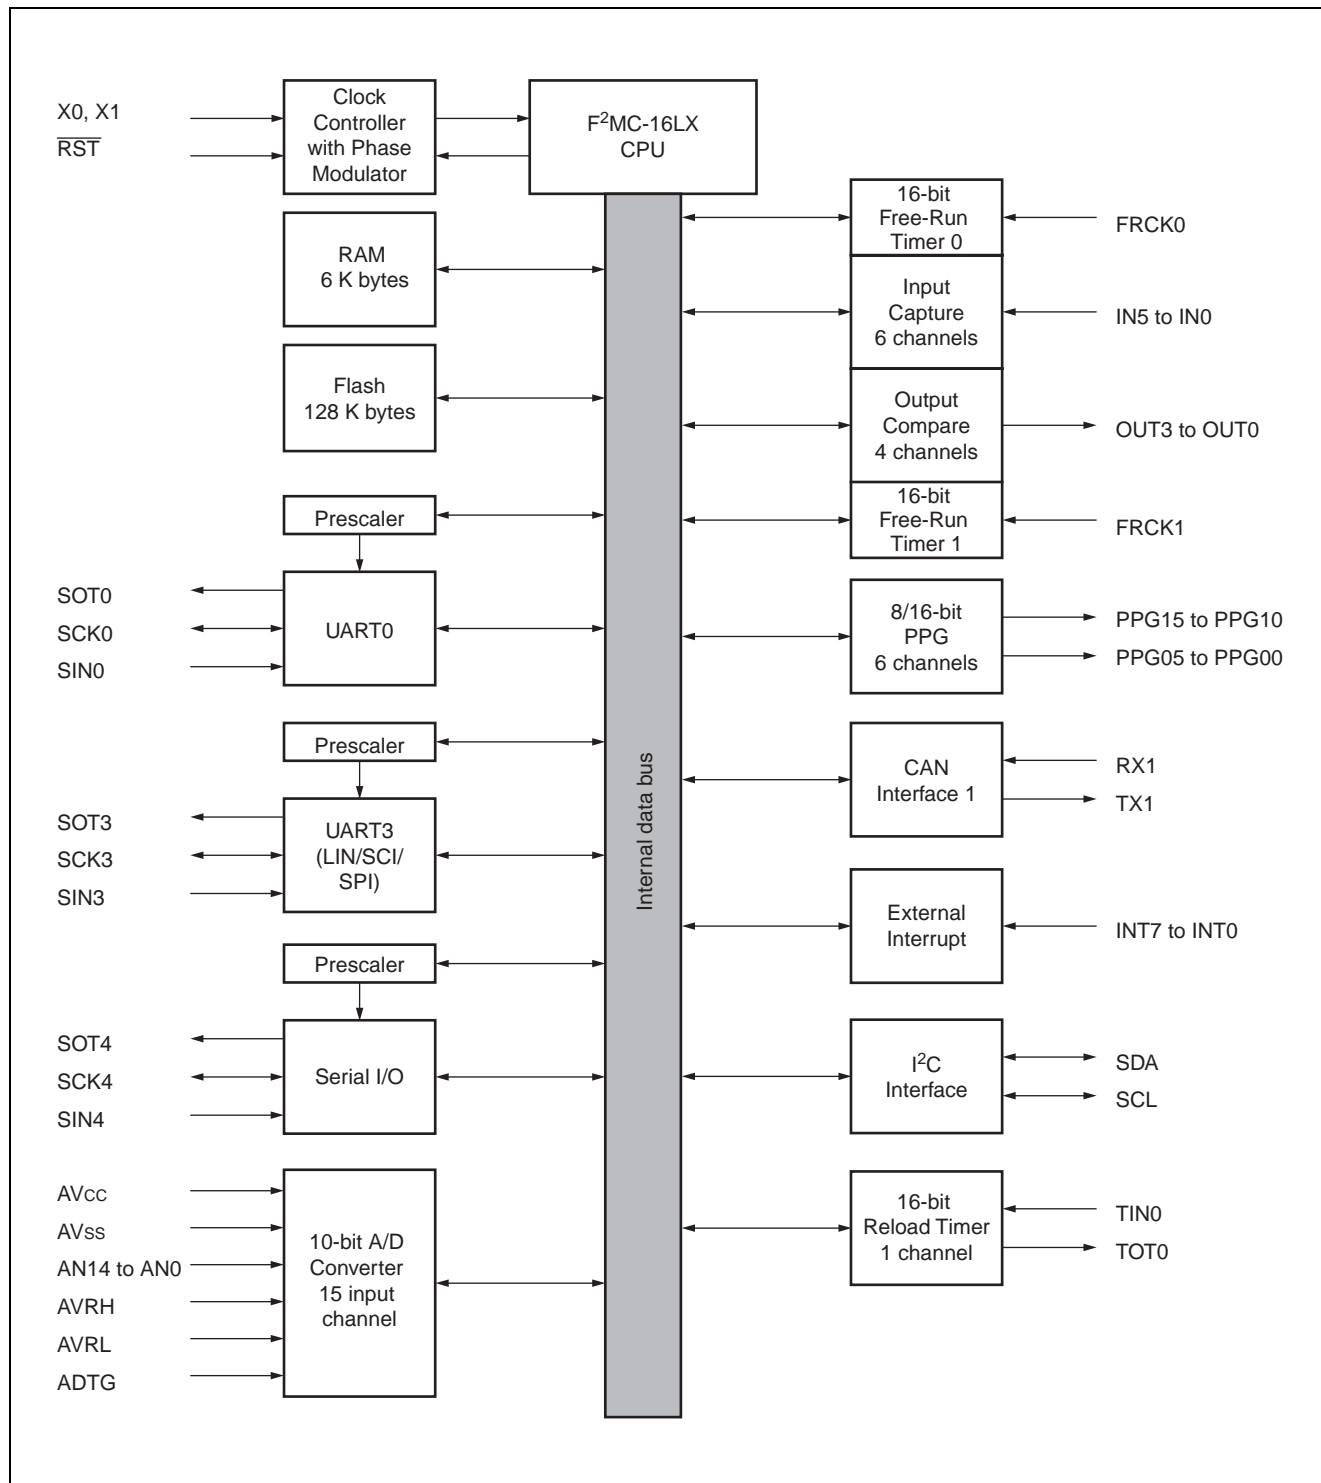 X0, X1
RST
Clock
Controller
with Phase
Modulator
F²MC-16LX
CPU
RAM
6 K bytes
Flash
128 K bytes
Prescaler
SOT0
SCK0
SIN0
UART0
Prescaler
SOT3
SCK3
SIN3
UART3
(LIN/SCI/
SPI)
Prescaler
SOT4
SCK4
SIN4
Serial I/O
AVCC
AVSS
AN14 to AN0
AVRH
AVRL
ADTG
10-bit A/D
Converter
15 input
channel
Internal data bus
16-bit
Free-Run
Timer 0
FRCK0
Input
Capture
6 channels
IN5 to IN0
Output
Compare
4 channels
OUT3 to OUT0
16-bit
Free-Run
Timer 1
FRCK1
8/16-bit
PPG
6 channels
PPG15 to PPG10
PPG05 to PPG00
CAN
Interface 1
RX1
TX1
External
Interrupt
INT7 to INT0
I²C
Interface
SDA
SCL
16-bit
Reload Timer
1 channel
TIN0
TOT0